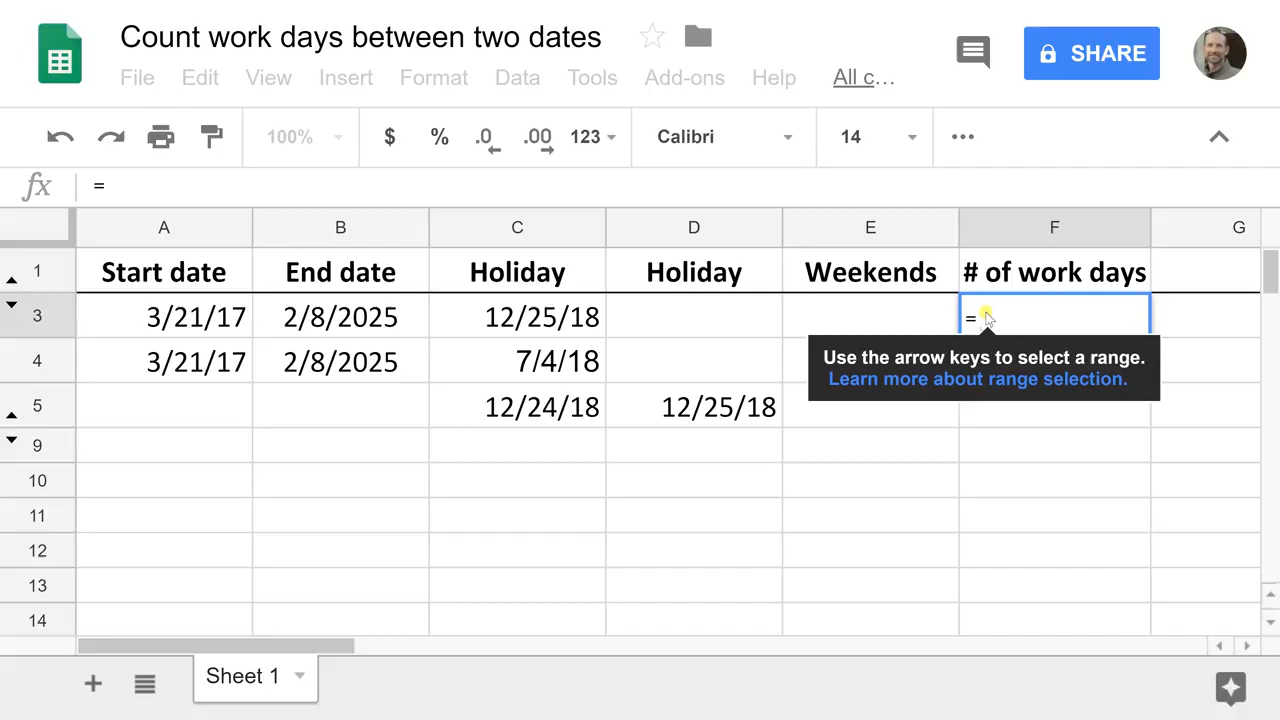 Count work days between two dates
File Edit View Insert Format Data Tools Add-ons Help All c…
SHARE
100% $ % .0 .00 123 Calibri 14
fx =
A B C D E F G
1 Start date End date Holiday Holiday Weekends # of work days
3 3/21/17 2/8/2025 12/25/18 =
Use the arrow keys to select a range.
Learn more about range selection.
4 3/21/17 2/8/2025 7/4/18
5 12/24/18 12/25/18
9
10
11
12
13
14
Sheet 1